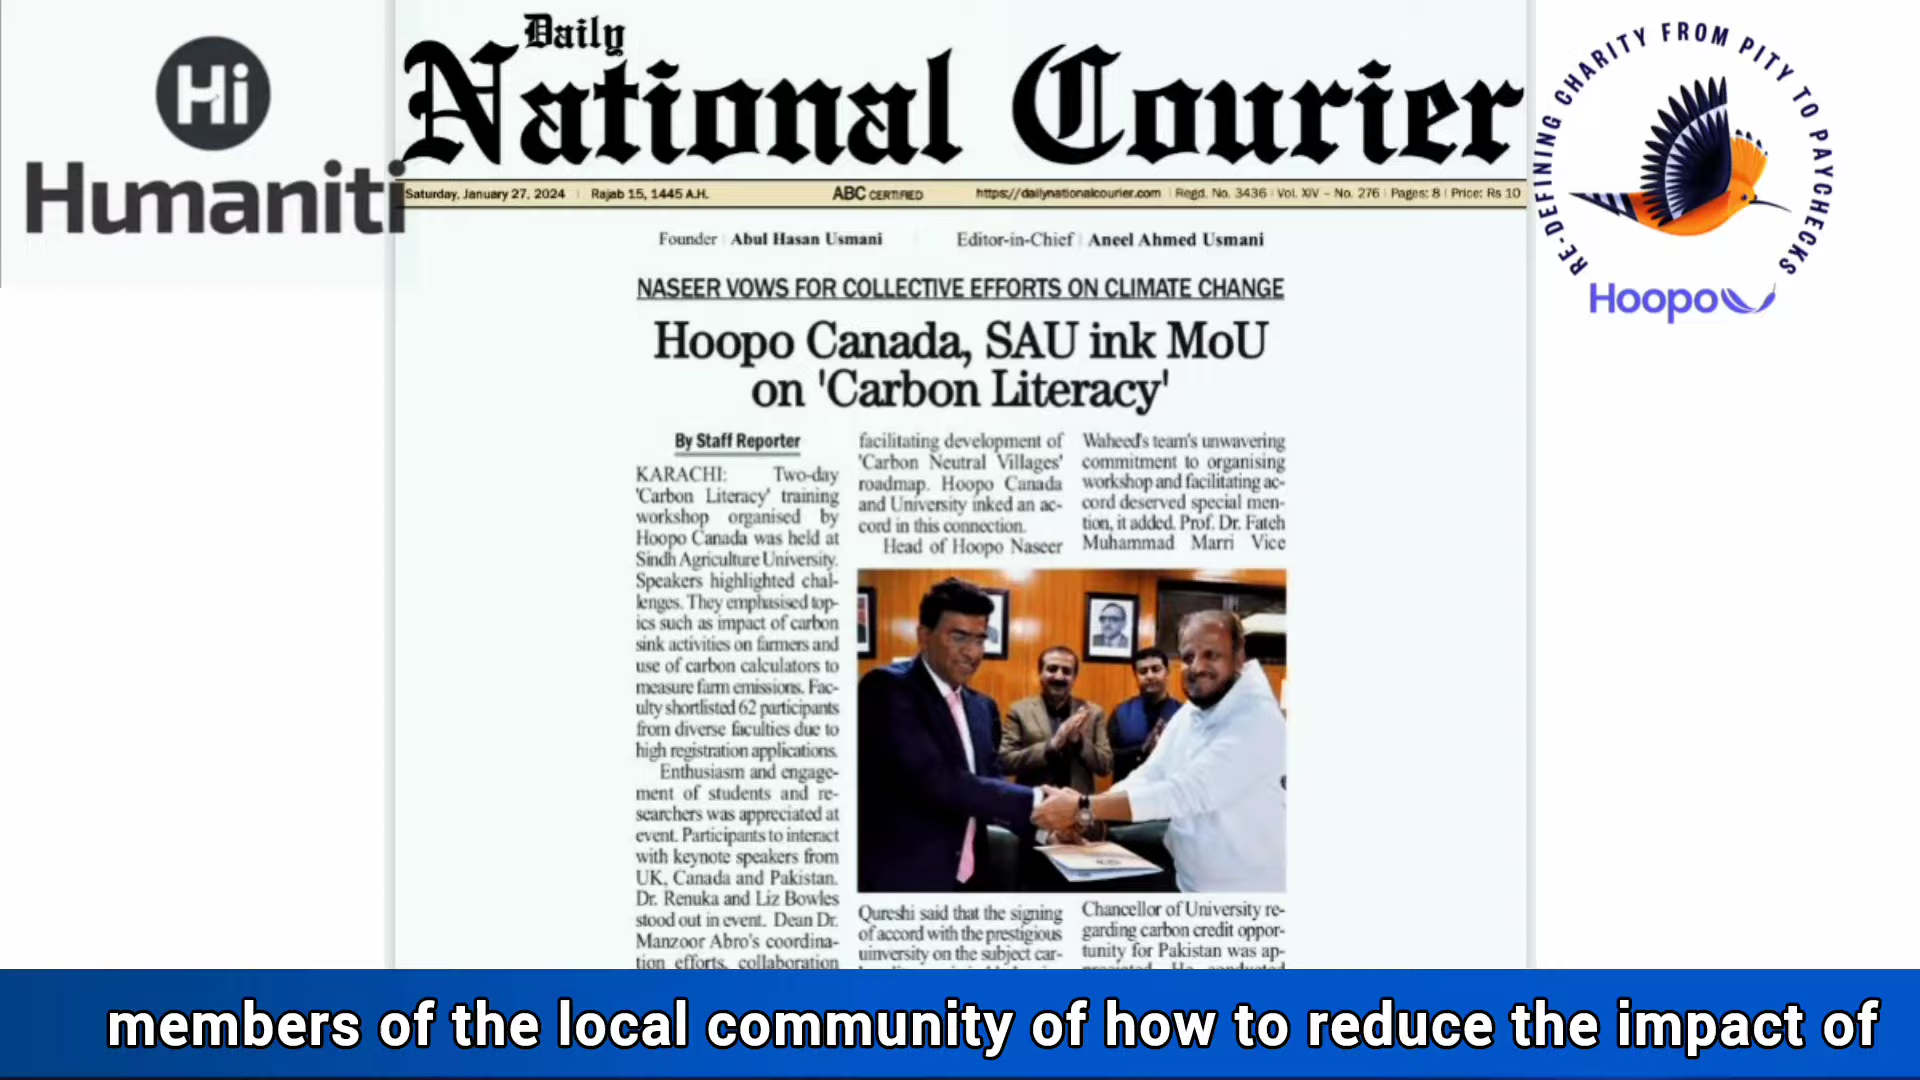 Hi
Humaniti
Daily
National Courier
Saturday, January 27, 2024 | Rajab 15, 1445 A.H. ABC CERTIFIED https://dailynationalcourier.com | Regd. No. 3436 | Vol. XIV – No. 276 | Pages: 8 | Price: Rs 10
Founder | Abul Hasan Usmani Editor-in-Chief | Aneel Ahmed Usmani
RE-DEFINING CHARITY FROM PITY TO PAYCHECKS
Hoopo
NASEER VOWS FOR COLLECTIVE EFFORTS ON CLIMATE CHANGE
Hoopo Canada, SAU ink MoU
on 'Carbon Literacy'
By Staff Reporter
KARACHI: Two-day
'Carbon Literacy' training
workshop organised by
Hoopo Canada was held at
Sindh Agriculture University.
Speakers highlighted chal-
lenges. They emphasised top-
ics such as impact of carbon
sink activities on farmers and
use of carbon calculators to
measure farm emissions. Fac-
ulty shortlisted 62 participants
from diverse faculties due to
high registration applications.
Enthusiasm and engage-
ment of students and re-
searchers was appreciated at
event. Participants to interact
with keynote speakers from
UK, Canada and Pakistan.
Dr. Renuka and Liz Bowles
stood out in event. Dean Dr.
Manzoor Abro's coordina-
tion efforts, collaboration
facilitating development of
'Carbon Neutral Villages'
roadmap. Hoopo Canada
and University inked an ac-
cord in this connection.
Head of Hoopo Naseer
Qureshi said that the signing
of accord with the prestigious
uinversity on the subject car-
Waheed's team's unwavering
commitment to organising
workshop and facilitating ac-
cord deserved special men-
tion, it added. Prof. Dr. Fateh
Muhammad Marri Vice
Chancellor of University re-
garding carbon credit oppor-
tunity for Pakistan was ap-
members of the local community of how to reduce the impact of